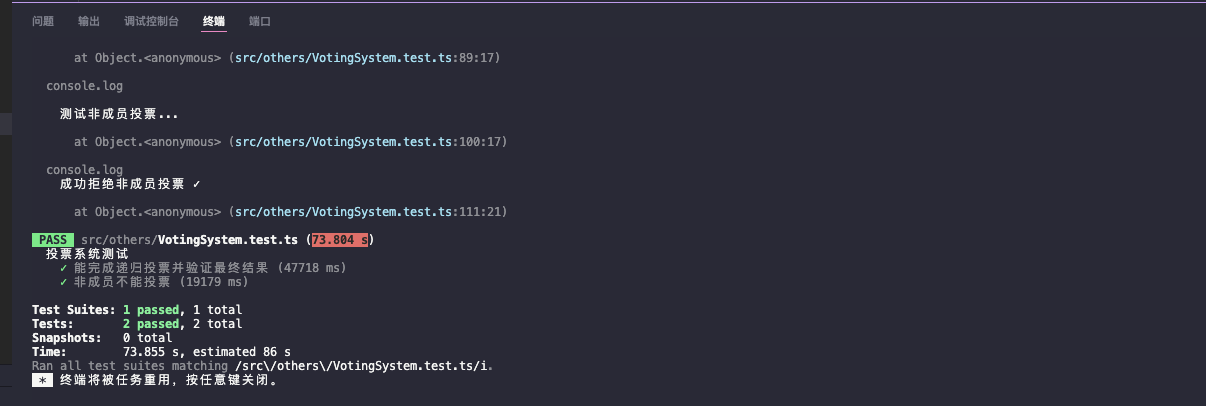 问题 输出 调试控制台 终端 端口
at Object.<anonymous> (src/others/VotingSystem.test.ts:89:17)
console.log
测试非成员投票...
at Object.<anonymous> (src/others/VotingSystem.test.ts:100:17)
console.log
成功拒绝非成员投票 ✓
at Object.<anonymous> (src/others/VotingSystem.test.ts:111:21)
PASS src/others/VotingSystem.test.ts (73.804 s)
投票系统测试
✓ 能完成递归投票并验证最终结果 (47718 ms)
✓ 非成员不能投票 (19179 ms)
Test Suites: 1 passed, 1 total
Tests: 2 passed, 2 total
Snapshots: 0 total
Time: 73.855 s, estimated 86 s
Ran all test suites matching /src\/others\/VotingSystem.test.ts/i.
* 终端将被任务重用，按任意键关闭。